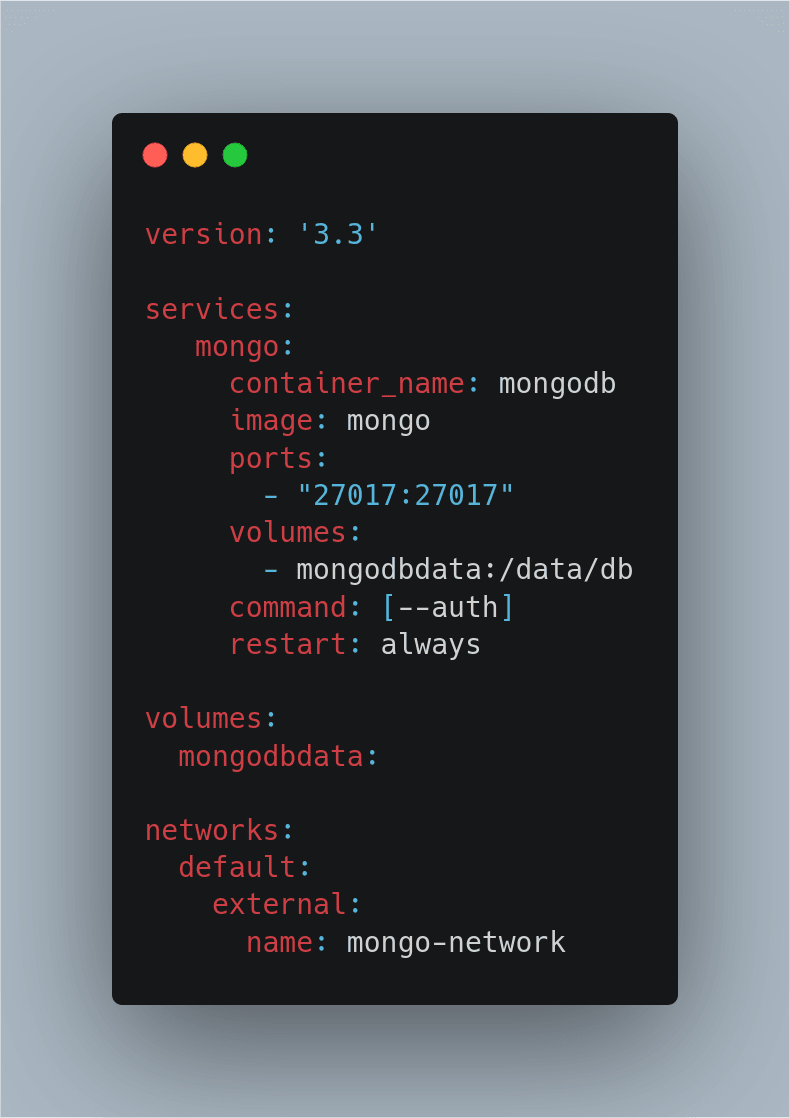 version: '3.3'
services:
   mongo:
     container_name: mongodb
     image: mongo
     ports:
       - "27017:27017"
     volumes:
       - mongodbdata:/data/db
     command: [--auth]
     restart: always
volumes:
  mongodbdata:
networks:
  default:
    external:
      name: mongo-network